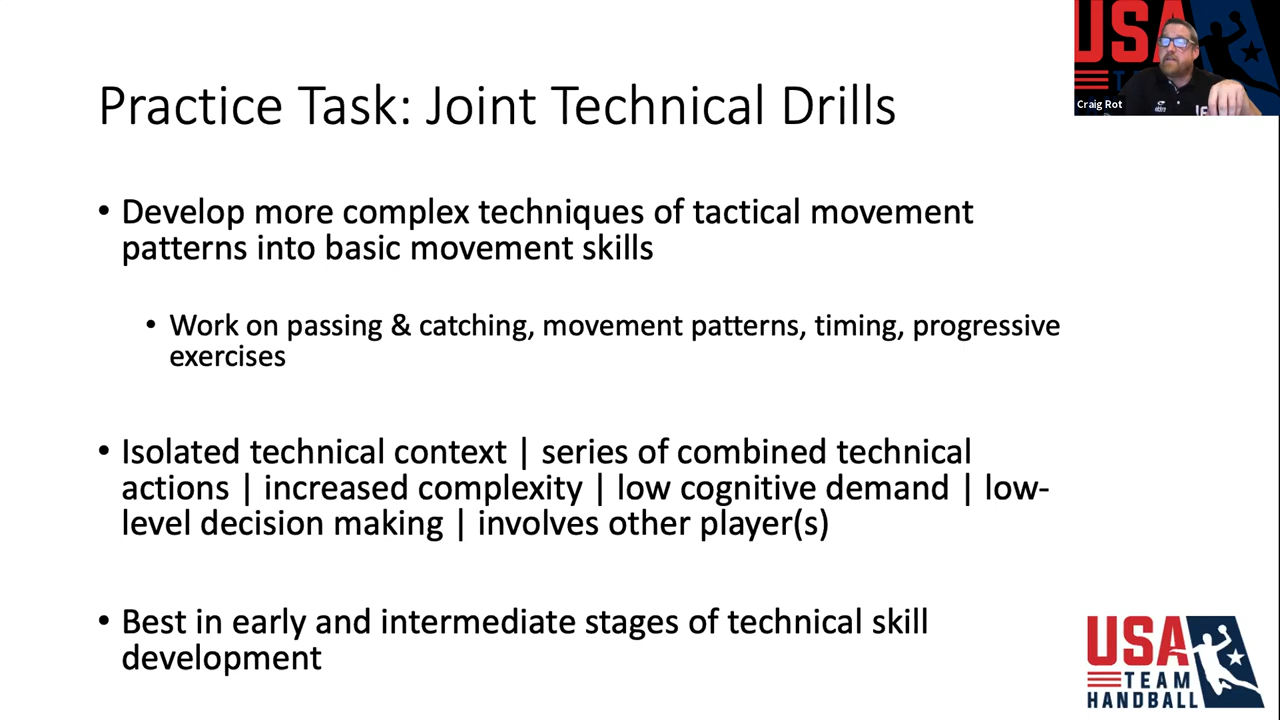 USA
TEAM
Craig Rot
Practice Task: Joint Technical Drills
• Develop more complex techniques of tactical movement
patterns into basic movement skills
• Work on passing & catching, movement patterns, timing, progressive
exercises
• Isolated technical context | series of combined technical
actions | increased complexity | low cognitive demand | low-
level decision making | involves other player(s)
• Best in early and intermediate stages of technical skill
development
USA
TEAM
HANDBALL